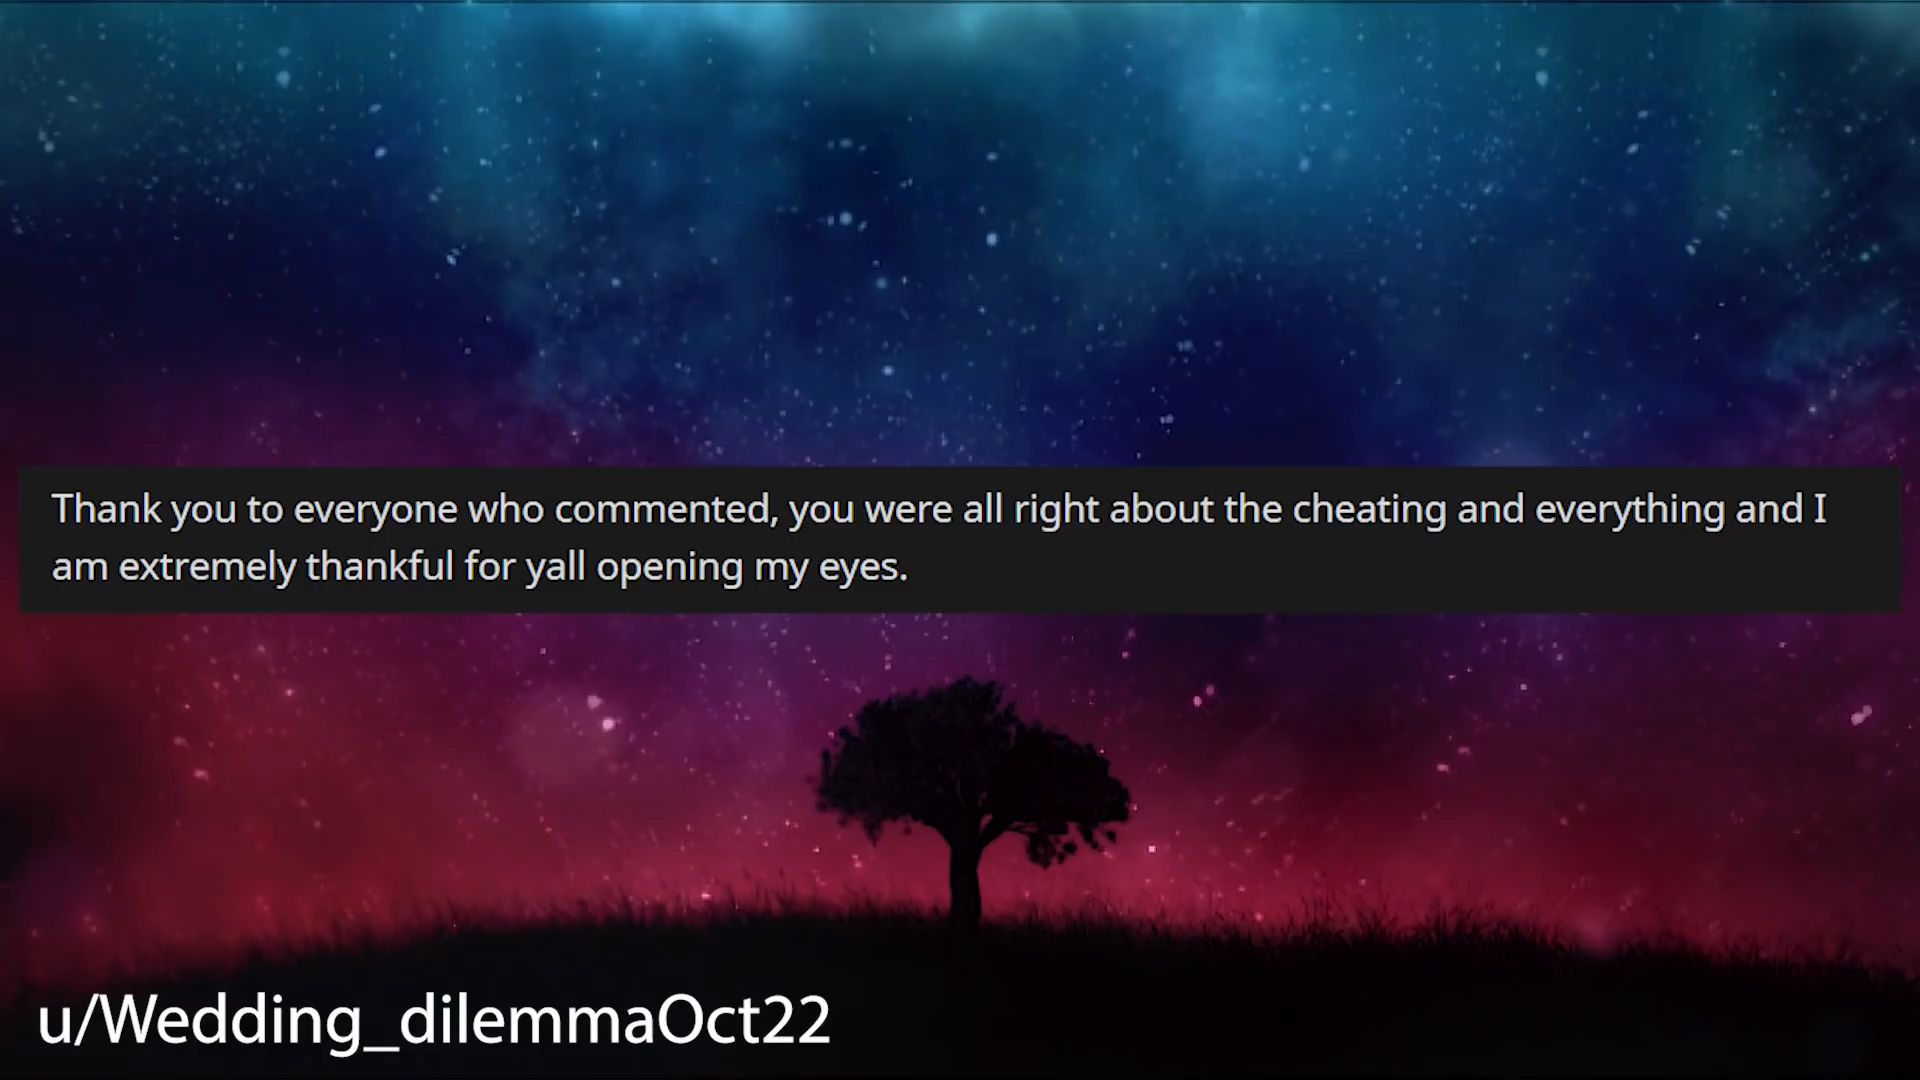 Thank you to everyone who commented, you were all right about the cheating and everything and I
am extremely thankful for yall opening my eyes.
u/Wedding_dilemmaOct22